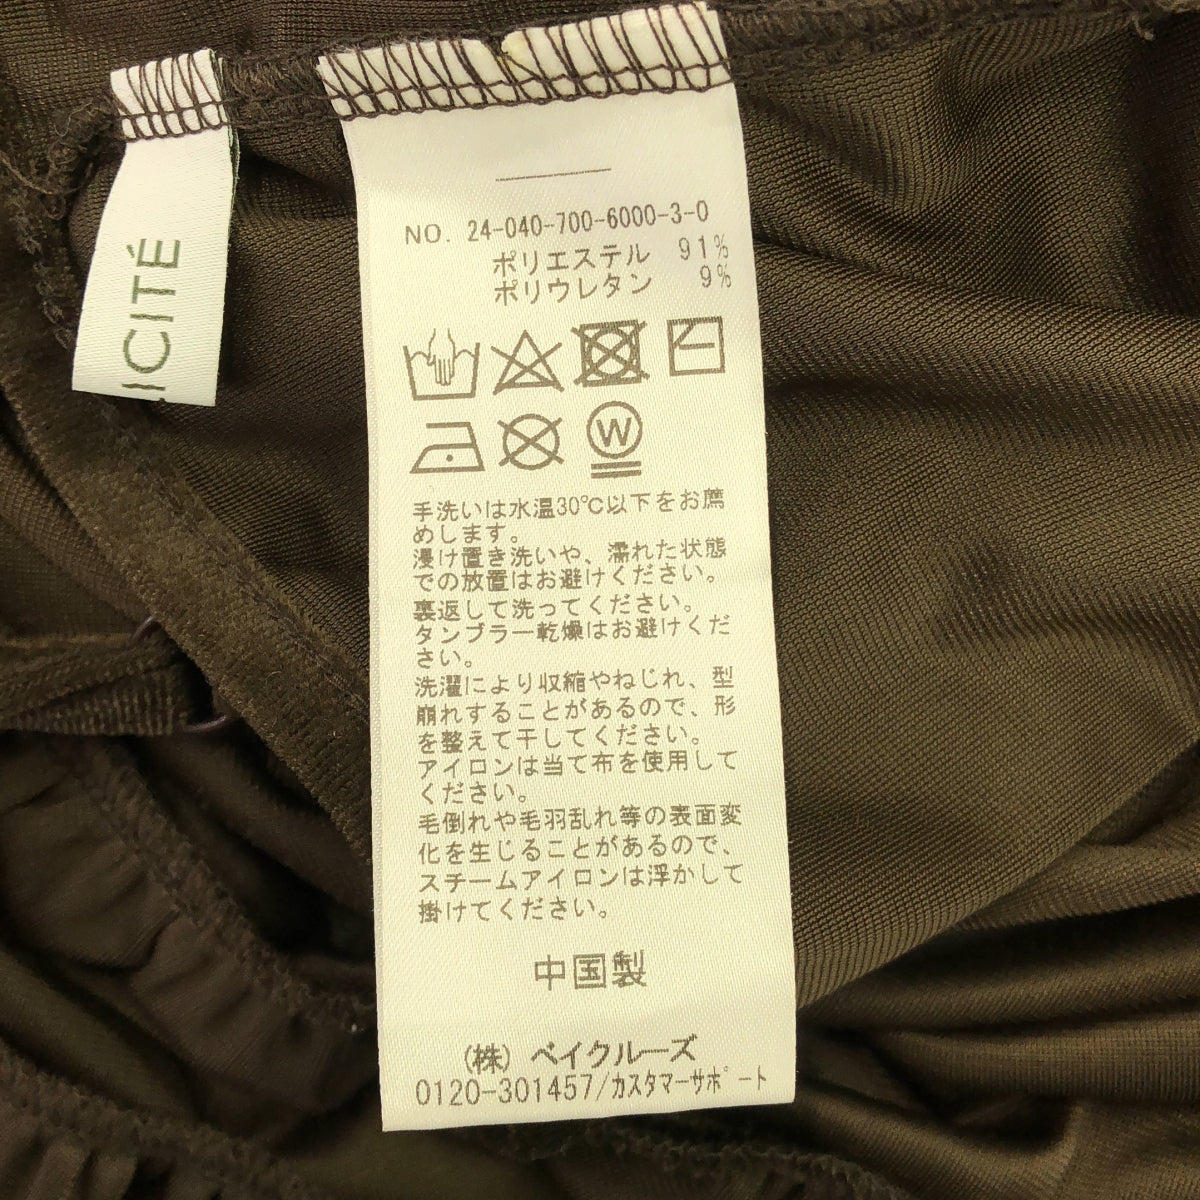 ICITÉ
NO. 24-040-700-6000-3-0
ポリエステル 91%
ポリウレタン 9%
W
手洗いは水温30℃以下をお薦
めします。
浸け置き洗いや、濡れた状態
での放置はお避けください。
裏返して洗ってください。
タンブラー乾燥はお避けくだ
さい。
洗濯により収縮やねじれ、型
崩れすることがあるので、形
を整えて干してください。
アイロンは当て布を使用して
ください。
毛倒れや毛羽乱れ等の表面変
化を生じることがあるので、
スチームアイロンは浮かして
掛けてください。
中国製
(株) ベイクルーズ
0120-301457/カスタマーサポート